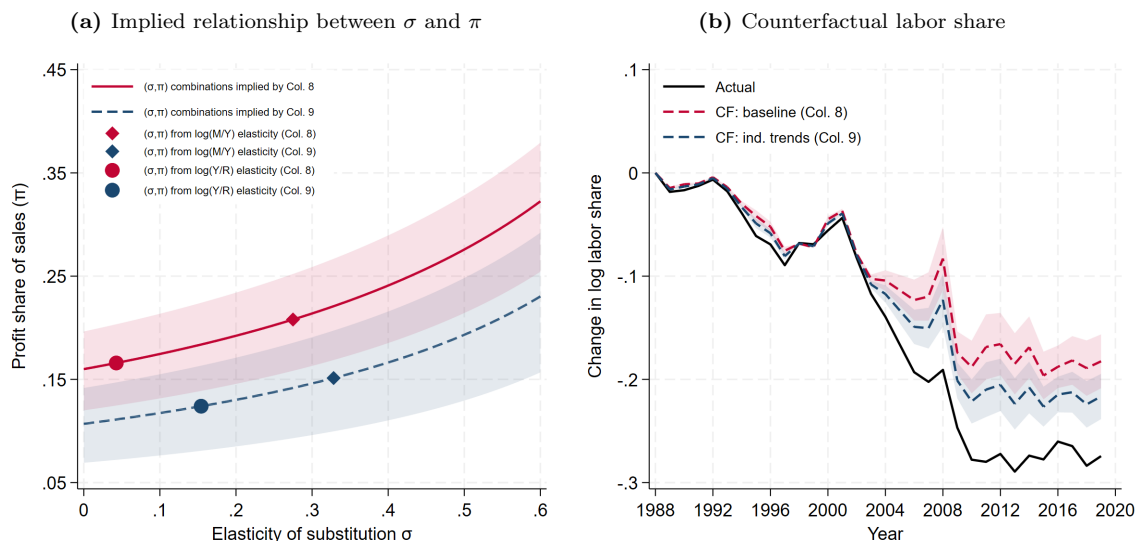 (a) Implied relationship between σ and π
.45
.35
.25
.15
.05
Profit share of sales (π)
(σ,π) combinations implied by Col. 8
(σ,π) combinations implied by Col. 9
(σ,π) from log(M/Y) elasticity (Col. 8)
(σ,π) from log(M/Y) elasticity (Col. 9)
(σ,π) from log(Y/R) elasticity (Col. 8)
(σ,π) from log(Y/R) elasticity (Col. 9)
0 .1 .2 .3 .4 .5 .6
Elasticity of substitution σ
(b) Counterfactual labor share
.1
0
-.1
-.2
-.3
Change in log labor share
Actual
CF: baseline (Col. 8)
CF: ind. trends (Col. 9)
1988 1992 1996 2000 2004 2008 2012 2016 2020
Year